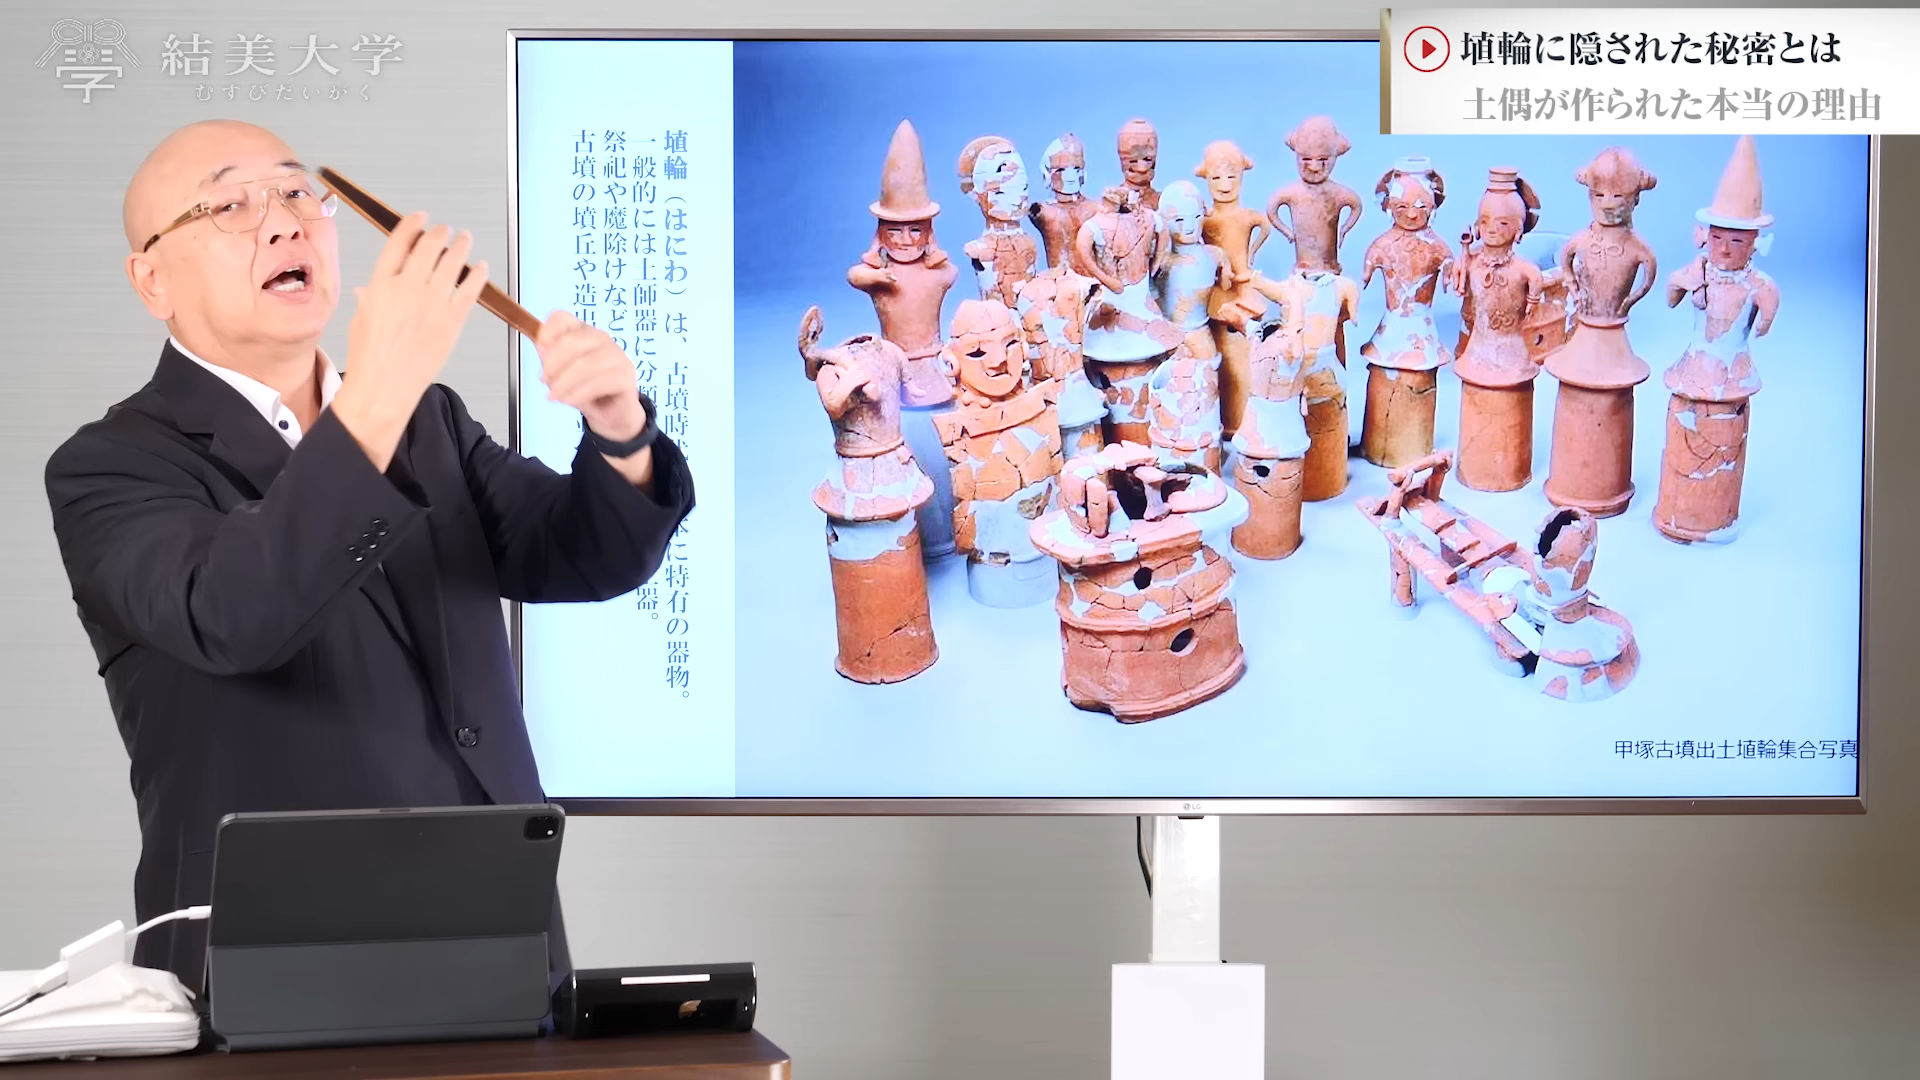 結美大学
むすびだいがく
埴輪に隠された秘密とは
土偶が作られた本当の理由
埴輪（はにわ）は、古墳時
に特有の器物。
一般的には土師器に分類
器。
祭祀や魔除けなど
古墳の墳丘や造出
甲塚古墳出土埴輪集合写真
LG